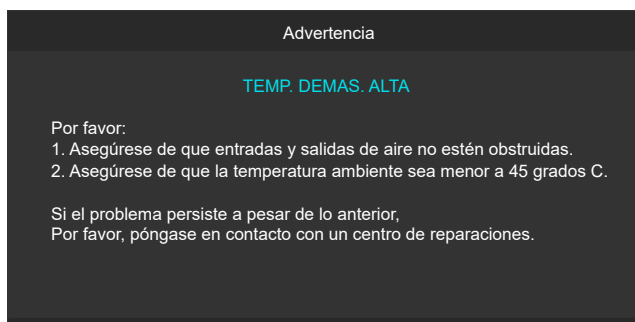 Advertencia
TEMP. DEMAS. ALTA
Por favor:
1. Asegúrese de que entradas y salidas de aire no estén obstruidas.
2. Asegúrese de que la temperatura ambiente sea menor a 45 grados C.
Si el problema persiste a pesar de lo anterior,
Por favor, póngase en contacto con un centro de reparaciones.